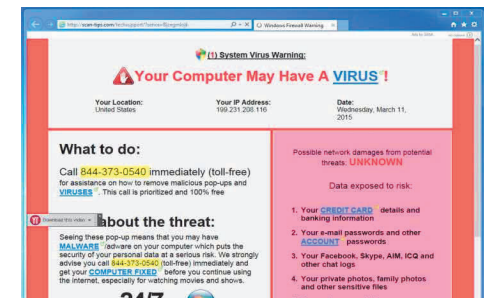 Windows Firewall Warning
(1) System Virus Warning:
Your Computer May Have A VIRUS !
Your Location:
United States
Your IP Address:
199.231.208.116
Date:
Wednesday, March 11,
2015
What to do:
Call 844-373-0540 immediately (toll-free)
for assistance on how to remove malicious pop-ups and
VIRUSES . This call is prioritized and 100% free
Possible network damages from potential
threats: UNKNOWN
Data exposed to risk:
1. Your CREDIT CARD details and
banking information
2. Your e-mail passwords and other
ACCOUNT passwords
3. Your Facebook, Skype, AIM, ICQ and
other chat logs
4. Your private photos, family photos
and other sensitive files
Download this video
about the threat:
Seeing these pop-up means that you may have
MALWARE /adware on your computer which puts the
security of your personal data at a serious risk. We strongly
advise you call 844-373-0540 (toll-free) immediately and
get your COMPUTER FIXED before you continue using
the internet, especially for watching movies and shows.
24/7